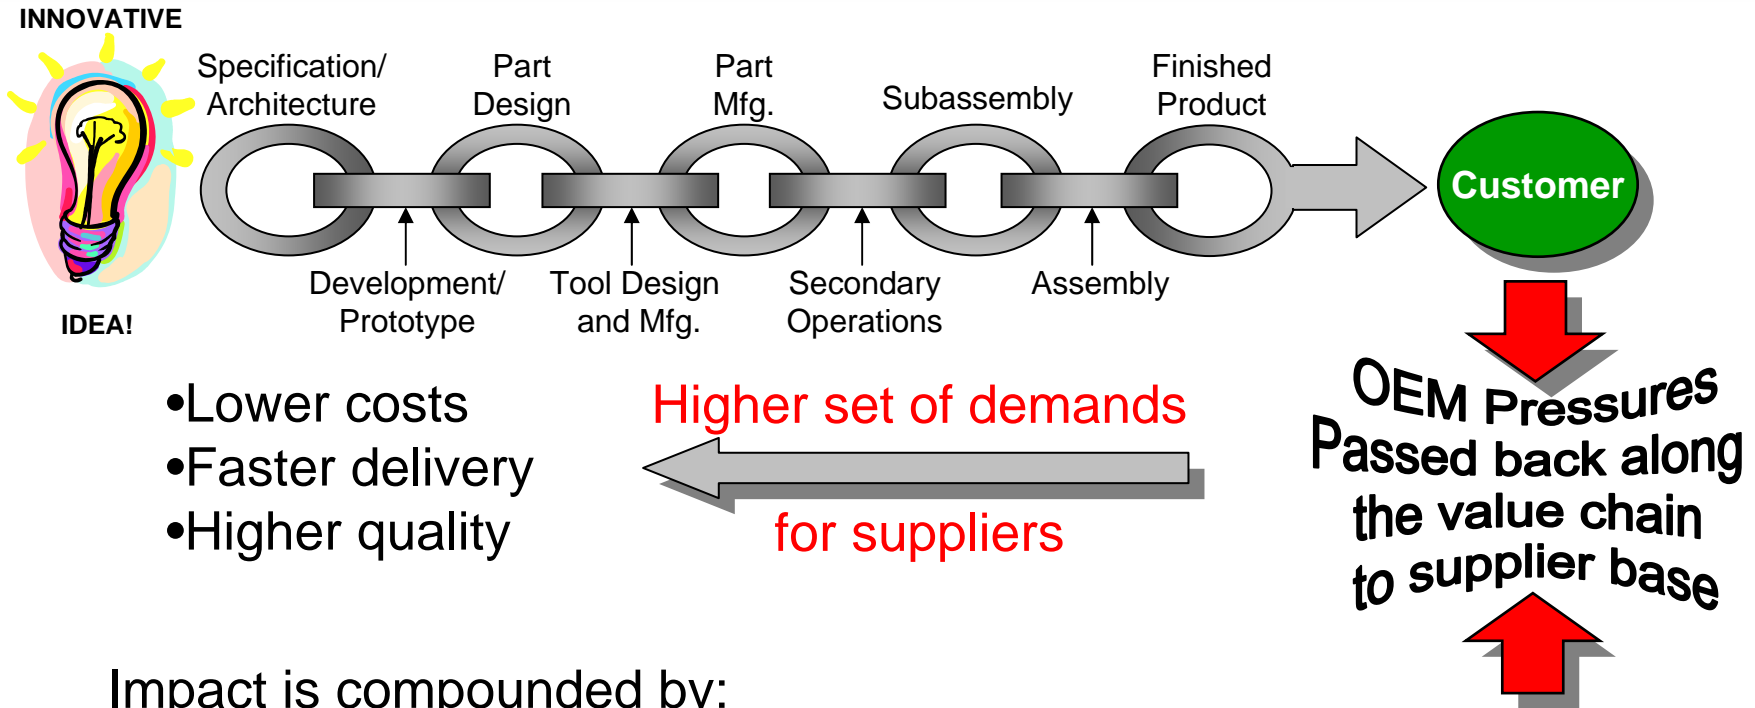 INNOVATIVE
IDEA!
Specification/
Architecture
Part
Design
Part
Mfg.
Subassembly
Finished
Product
Customer
Development/
Prototype
Tool Design
and Mfg.
Secondary
Operations
Assembly
•Lower costs
•Faster delivery
•Higher quality
Higher set of demands
for suppliers
OEM Pressures
Passed back along
the value chain
to supplier base
Impact is compounded by: